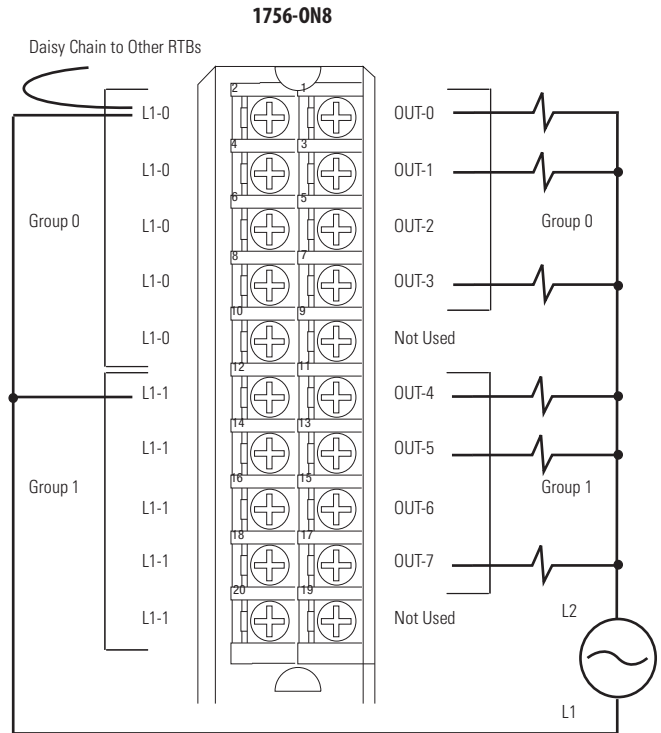 1756-ON8
Daisy Chain to Other RTBs
2 1
L1-0 OUT-0
4 3
L1-0 OUT-1
6 5
Group 0 L1-0 OUT-2 Group 0
8 7
L1-0 OUT-3
10 9
L1-0 Not Used
12 11
L1-1 OUT-4
14 13
L1-1 OUT-5
16 15
Group 1 L1-1 OUT-6 Group 1
18 17
L1-1 OUT-7
20 19
L1-1 Not Used
L2
L1